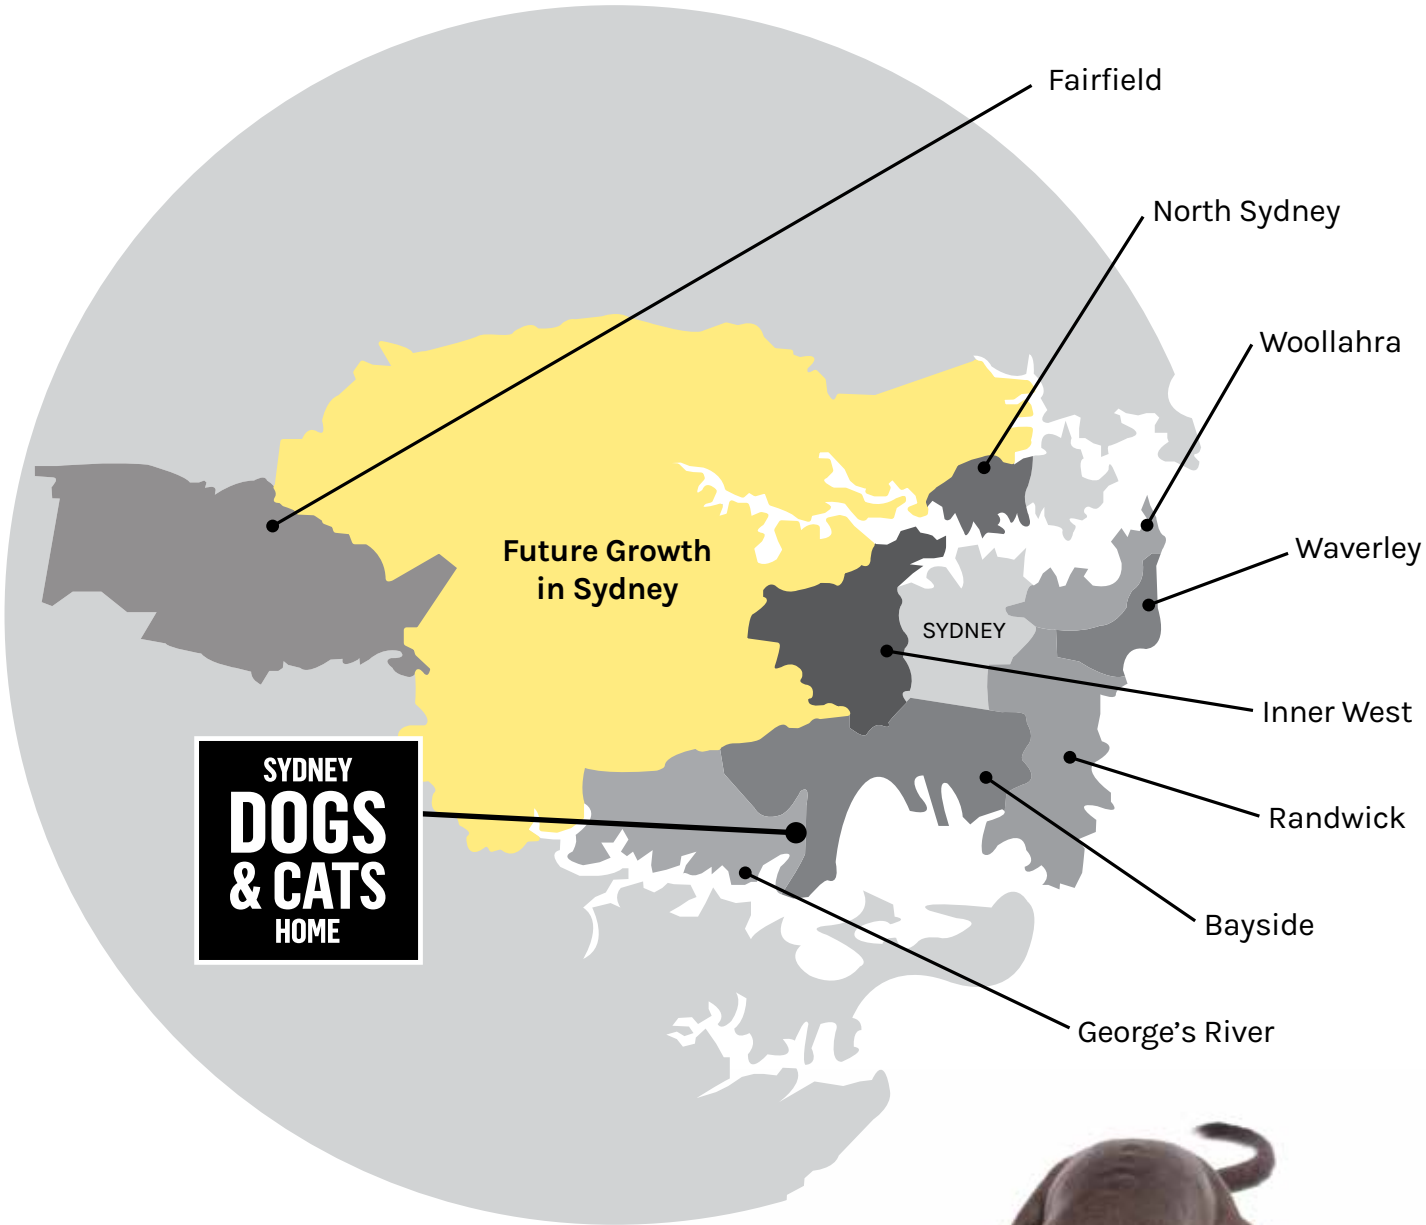 Fairfield
North Sydney
Woollahra
Waverley
Future Growth
in Sydney
SYDNEY
Inner West
SYDNEY
DOGS
& CATS
HOME
Randwick
Bayside
George’s River